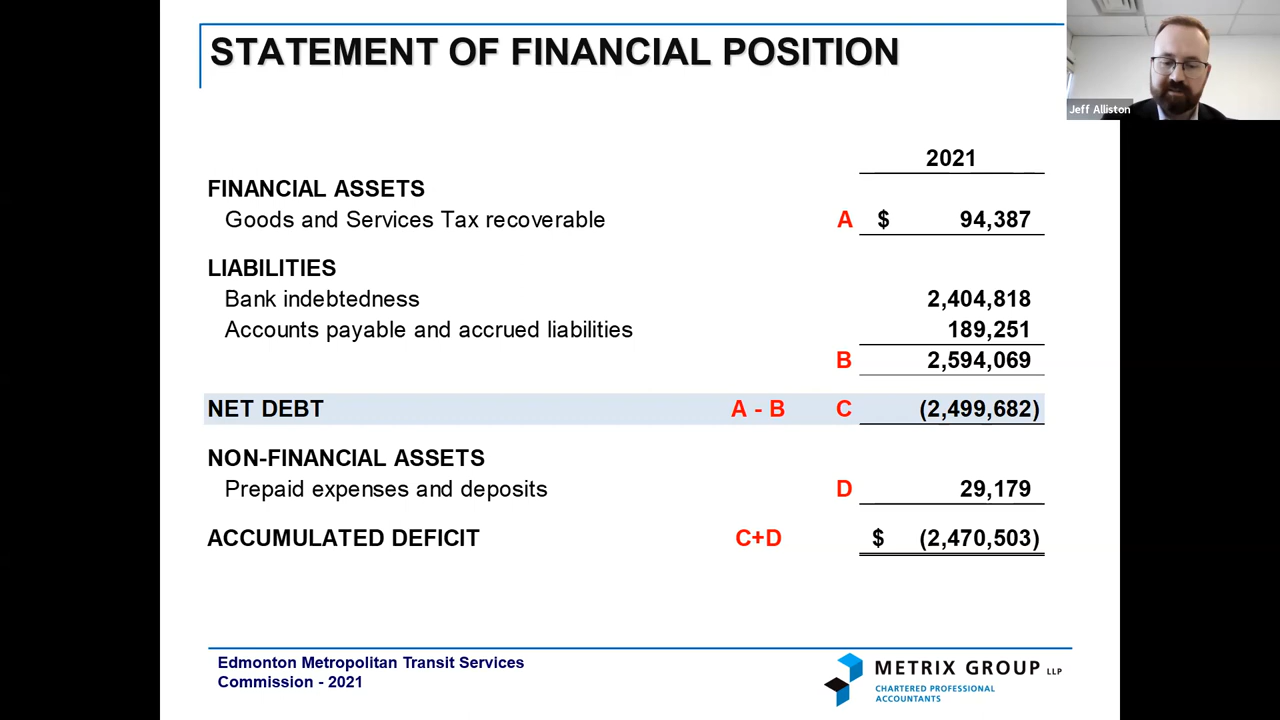 STATEMENT OF FINANCIAL POSITION
Jeff Alliston
2021
FINANCIAL ASSETS
Goods and Services Tax recoverable A $ 94,387
LIABILITIES
Bank indebtedness 2,404,818
Accounts payable and accrued liabilities 189,251
B 2,594,069
NET DEBT A - B C (2,499,682)
NON-FINANCIAL ASSETS
Prepaid expenses and deposits D 29,179
ACCUMULATED DEFICIT C+D $ (2,470,503)
Edmonton Metropolitan Transit Services
Commission - 2021
METRIX GROUP LLP
CHARTERED PROFESSIONAL
ACCOUNTANTS